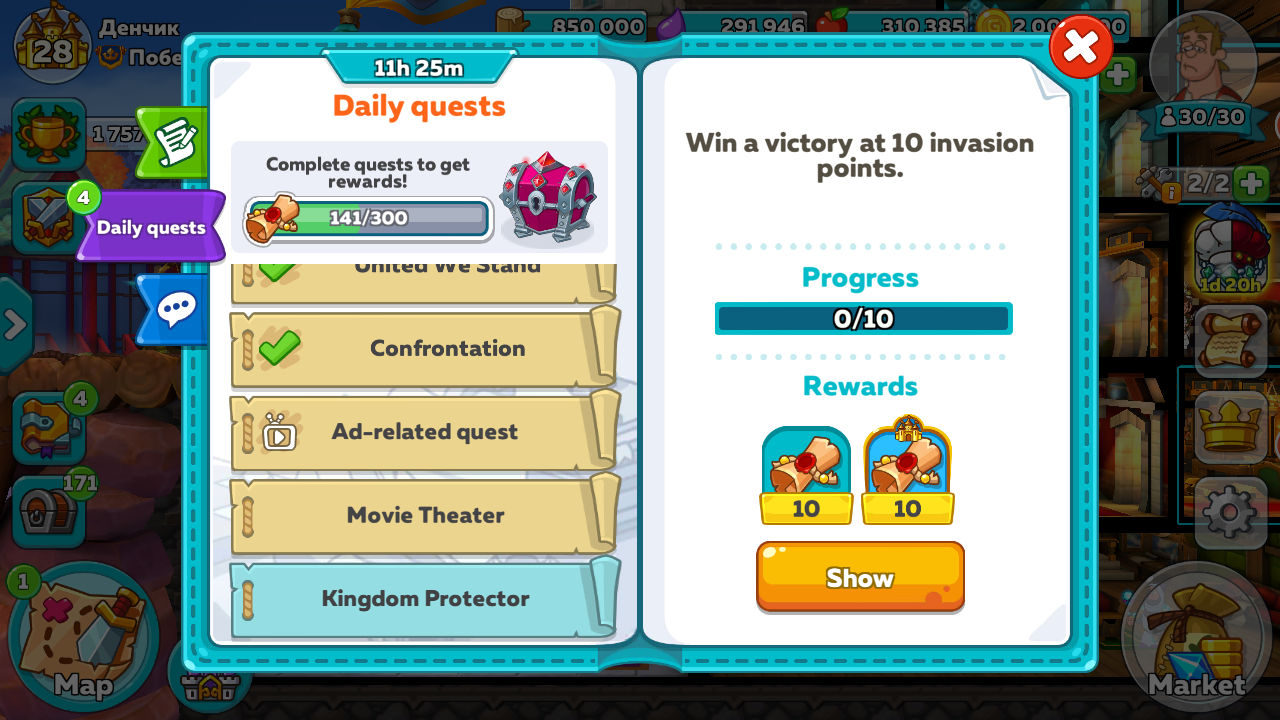 28
Денчик
Побе
850 000
291 946
310 385
11h 25m
Daily quests
1 757
Complete quests to get
rewards!
141/300
4
Daily quests
United We Stand
Confrontation
Ad-related quest
Movie Theater
Kingdom Protector
Win a victory at 10 invasion
points.
Progress
0/10
Rewards
10
10
Show
30/30
2/2
1d 20h
4
171
1
Map
Market